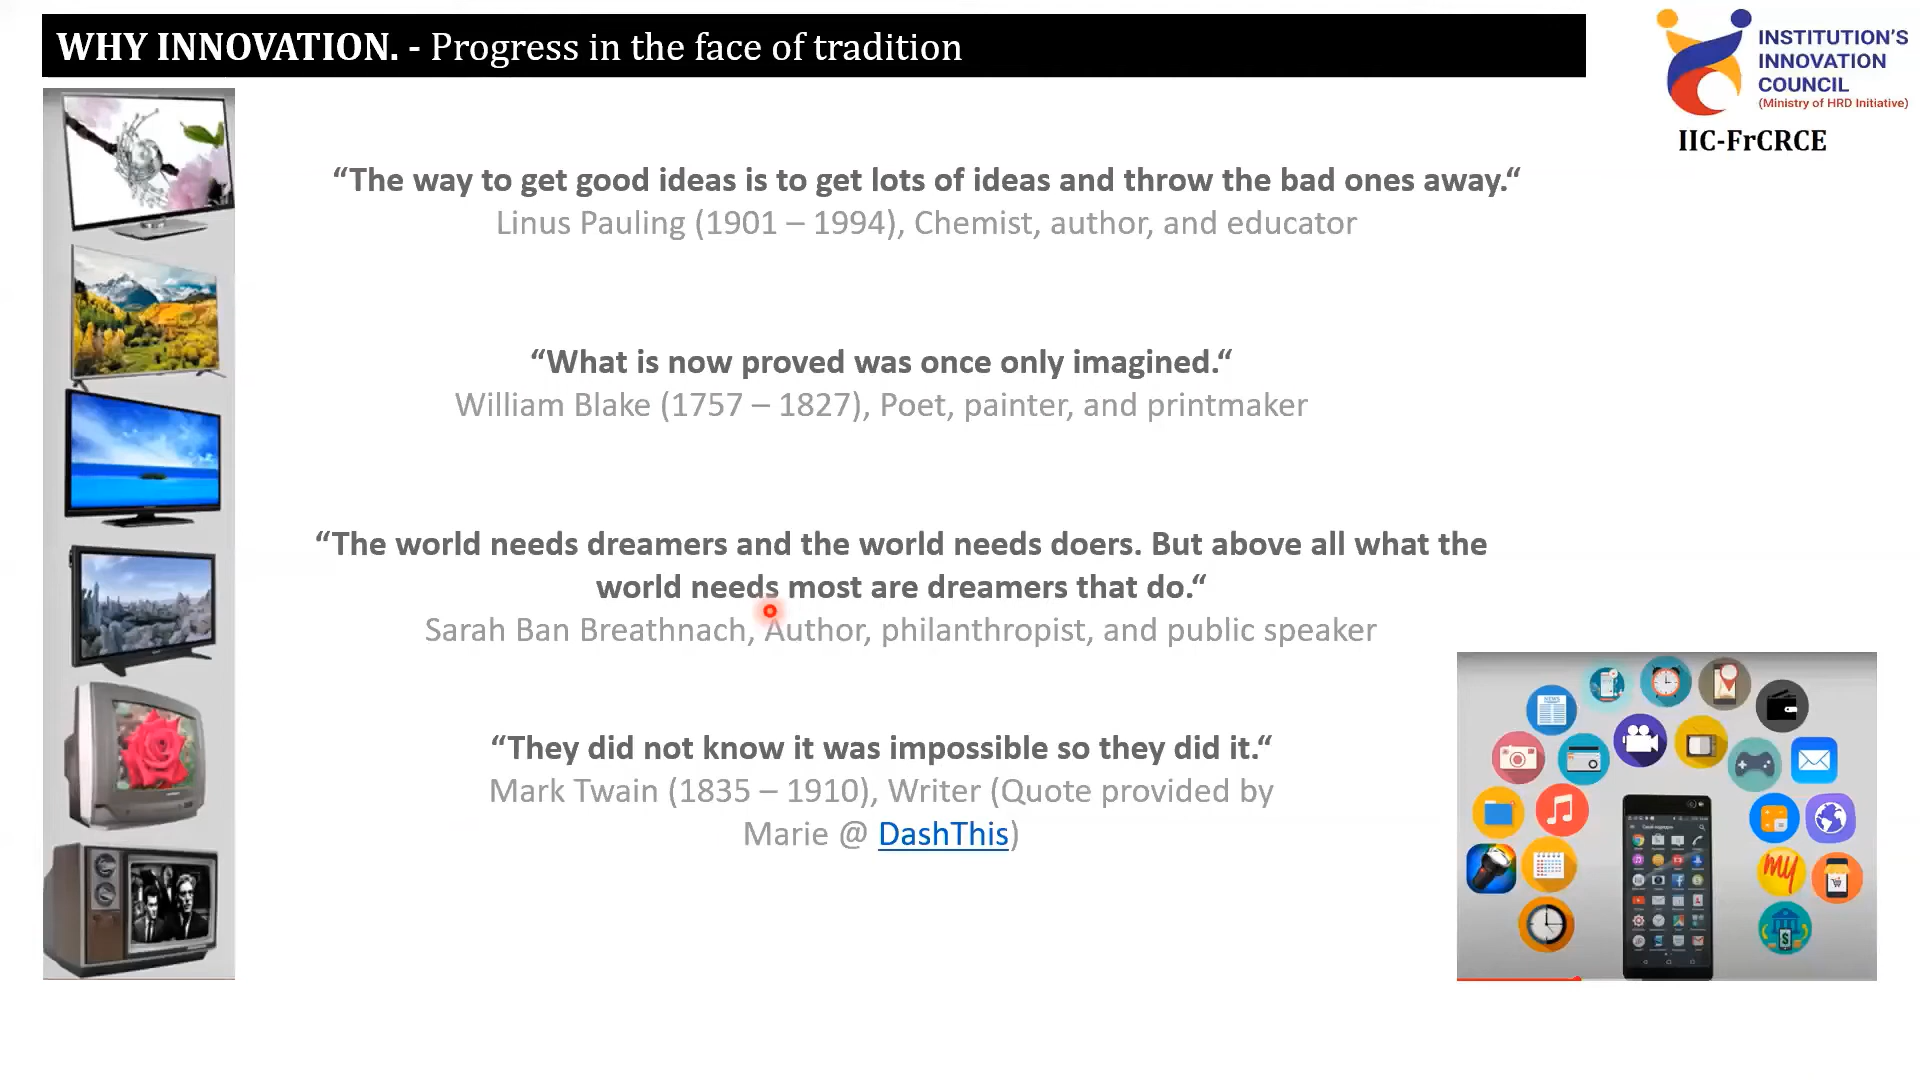 WHY INNOVATION. - Progress in the face of tradition
INSTITUTION'S
INNOVATION
COUNCIL
(Ministry of HRD Initiative)
IIC-FrCRCE
“The way to get good ideas is to get lots of ideas and throw the bad ones away.“
Linus Pauling (1901 – 1994), Chemist, author, and educator
“What is now proved was once only imagined.“
William Blake (1757 – 1827), Poet, painter, and printmaker
“The world needs dreamers and the world needs doers. But above all what the
world needs most are dreamers that do.“
Sarah Ban Breathnach, Author, philanthropist, and public speaker
“They did not know it was impossible so they did it.“
Mark Twain (1835 – 1910), Writer (Quote provided by
Marie @ DashThis)
NEWS
my